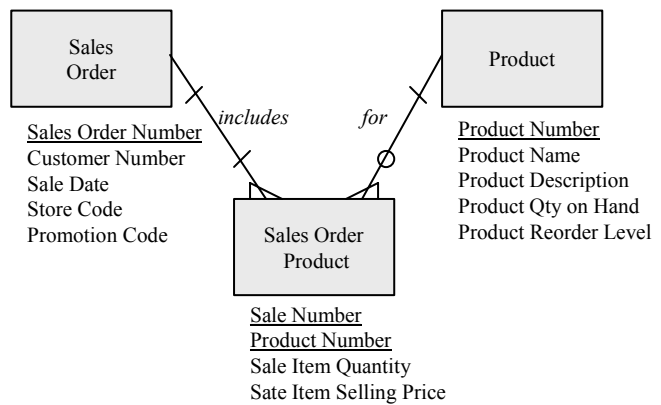 Sales
Order
Product
includes
for
Sales Order Number
Customer Number
Sale Date
Store Code
Promotion Code
Product Number
Product Name
Product Description
Product Qty on Hand
Product Reorder Level
Sales Order
Product
Sale Number
Product Number
Sale Item Quantity
Sate Item Selling Price